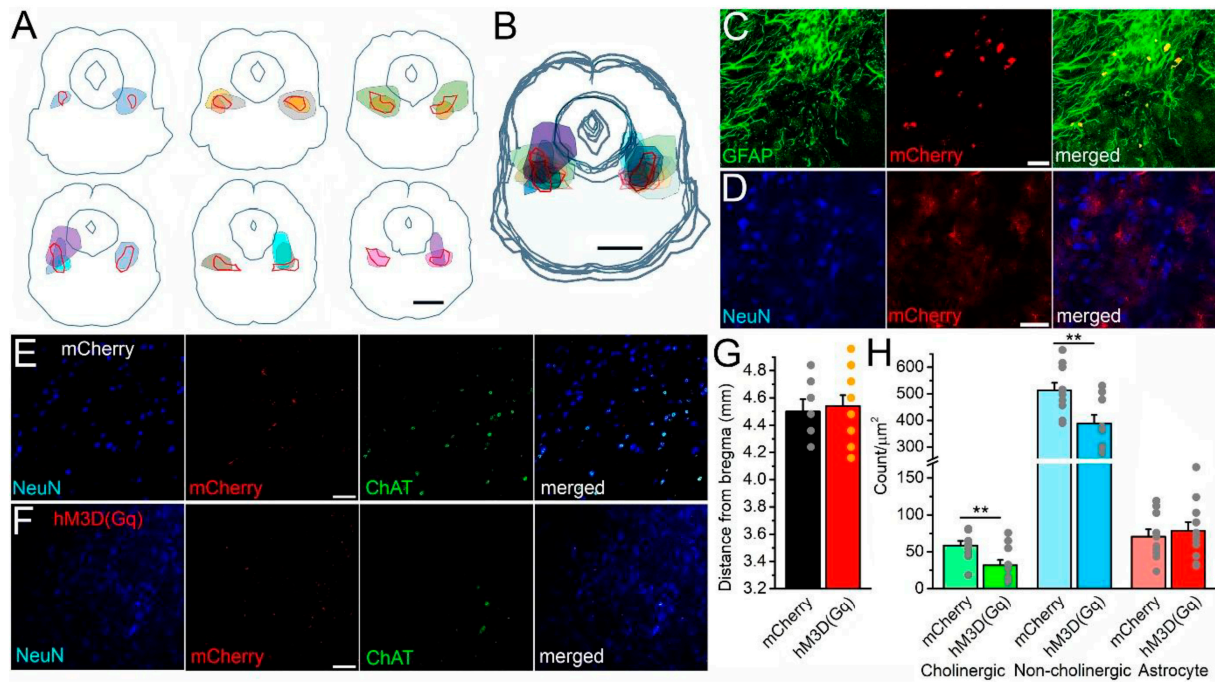 A
B
C
GFAP
mCherry
merged
D
NeuN
mCherry
merged
E
mCherry
NeuN
mCherry
ChAT
merged
F
hM3D(Gq)
NeuN
mCherry
ChAT
merged
G
Distance from bregma (mm)
4.8
4.6
4.4
4.2
4.0
3.8
3.6
3.4
3.2
mCherry
hM3D(Gq)
H
Count/μm²
600
500
400
300
150
100
50
0
**
**
mCherry
hM3D(Gq)
mCherry
hM3D(Gq)
mCherry
hM3D(Gq)
Cholinergic Non-cholinergic Astrocyte